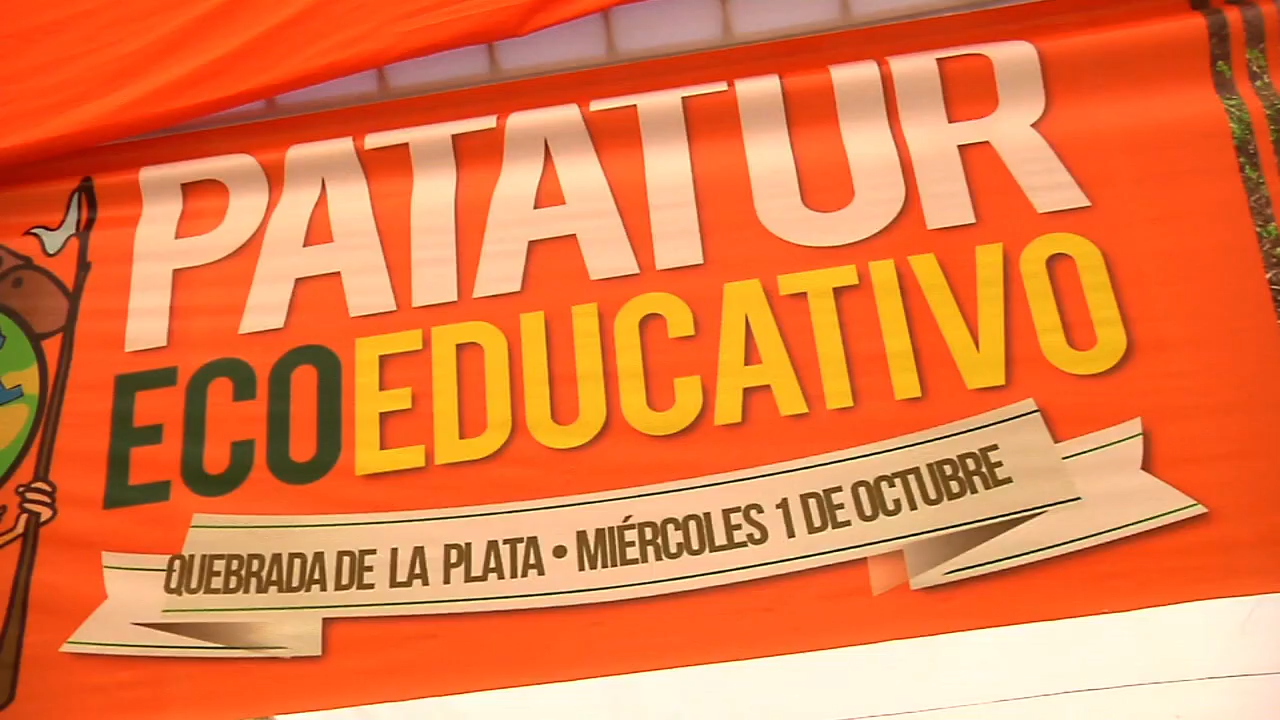 PATATUR
ECOEDUCATIVO
QUEBRADA DE LA PLATA • MIÉRCOLES 1 DE OCTUBRE